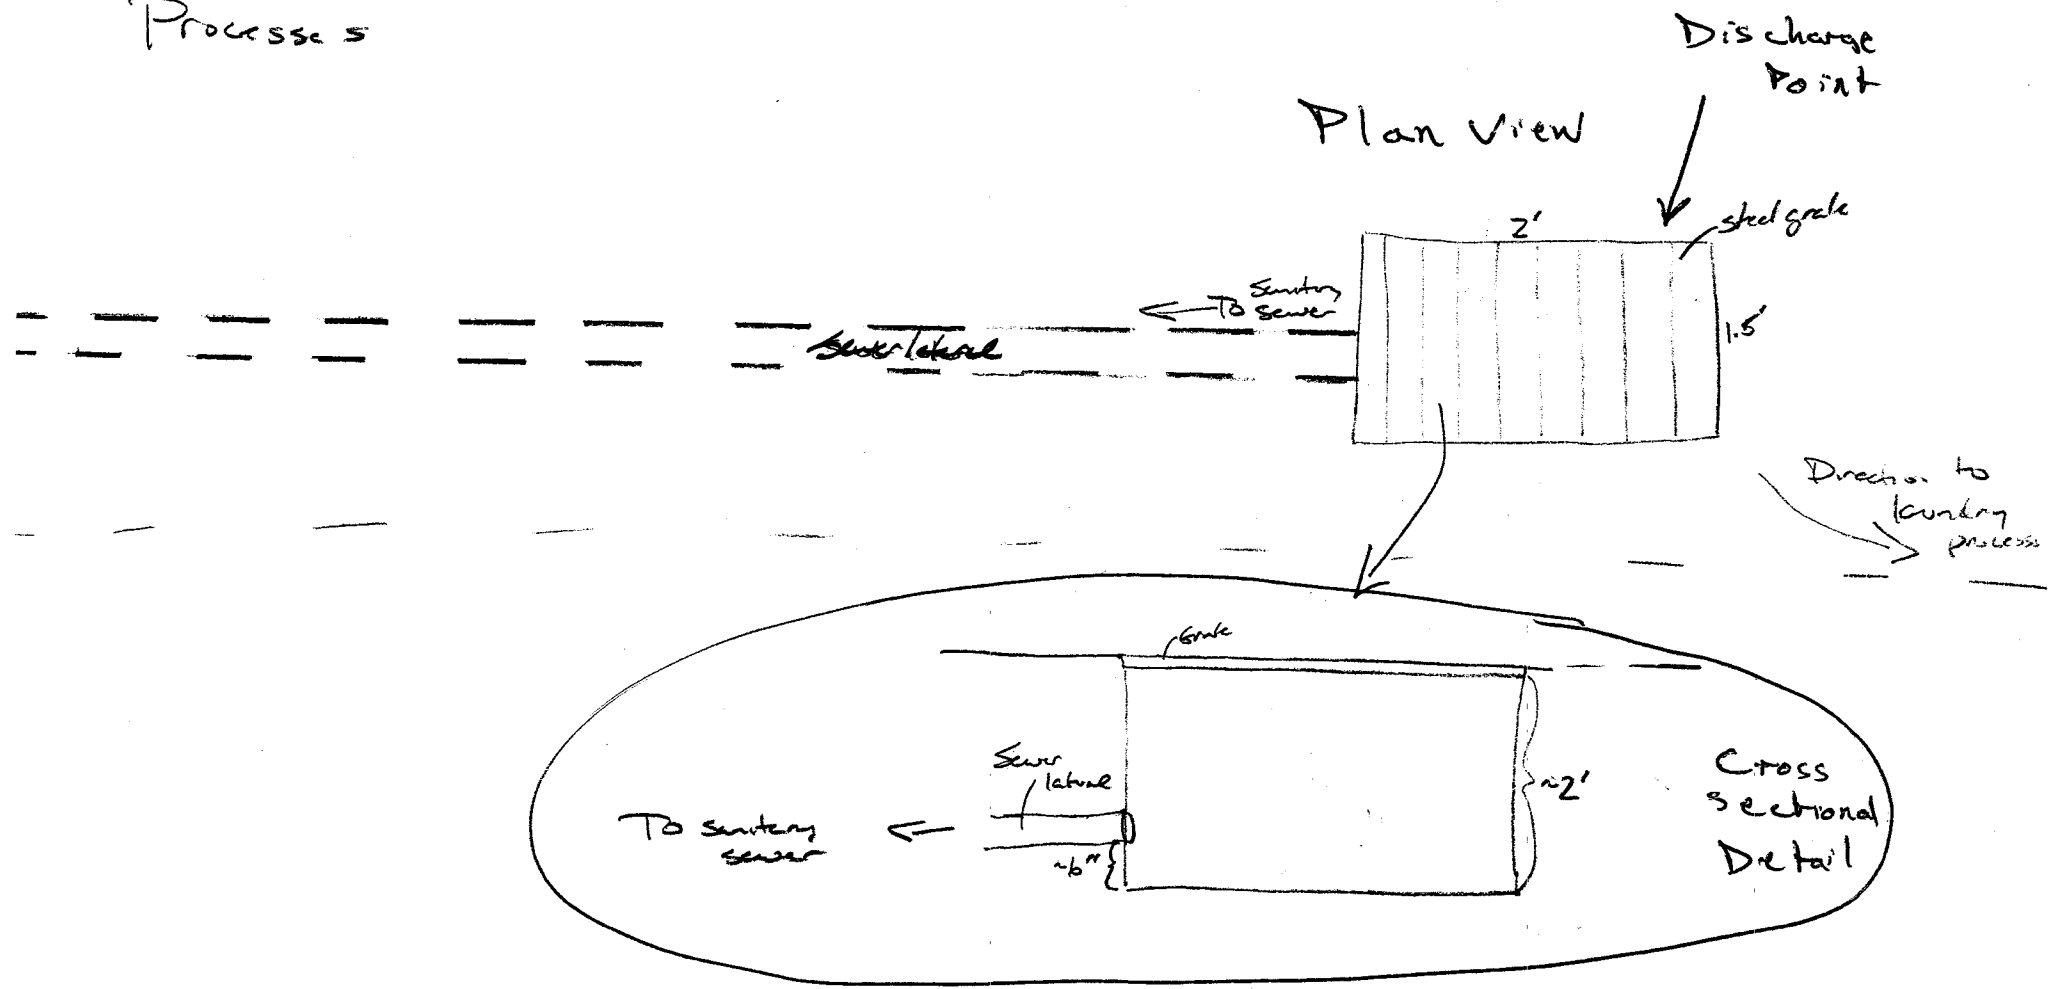 Processes
Discharge
Point
Plan View
steel grate
2'
1.5'
To Sanitary
sewer
Sewer lateral
Direction to
laundry
process
Grate
Sewer
lateral
~2'
To sanitary
sewer
~6"
Cross
Sectional
Detail